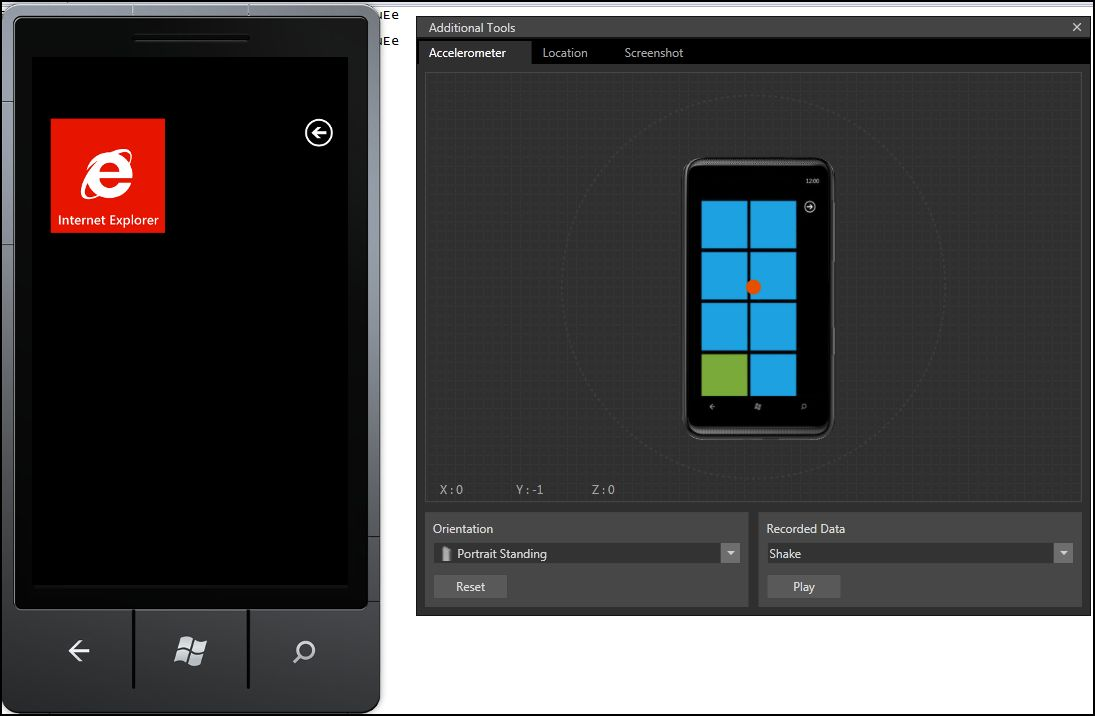 Internet Explorer
Additional Tools
Accelerometer Location Screenshot
12:00
X:0 Y:-1 Z:0
Orientation
Portrait Standing
Reset
Recorded Data
Shake
Play